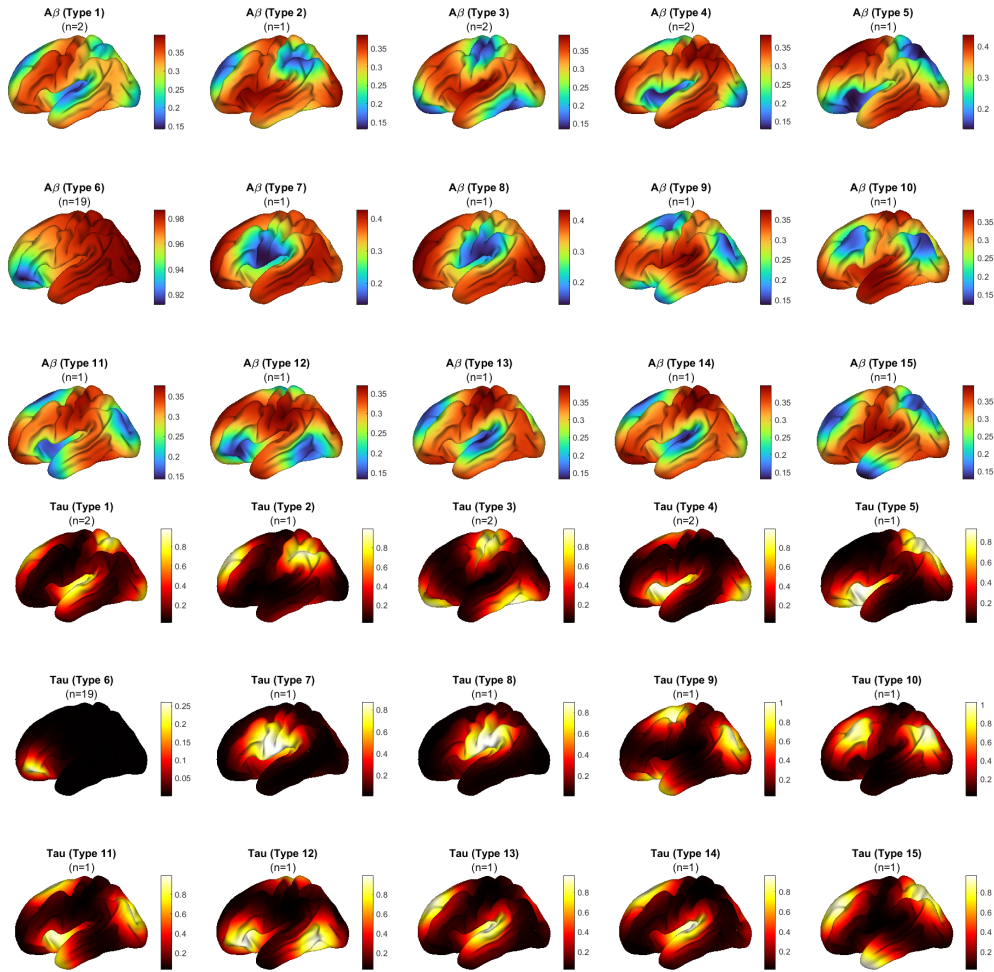 Aβ (Type 1) Aβ (Type 2) Aβ (Type 3) Aβ (Type 4) Aβ (Type 5)
(n=2) (n=1) (n=2) (n=2) (n=1)
0.35 0.35 0.35 0.35 0.4
0.3 0.3 0.3 0.3
0.25 0.25 0.25 0.25
0.2 0.2 0.2 0.2 0.2
0.15 0.15 0.15 0.15
Aβ (Type 6) Aβ (Type 7) Aβ (Type 8) Aβ (Type 9) Aβ (Type 10)
(n=19) (n=1) (n=1) (n=1) (n=1)
0.98 0.4 0.4 0.35 0.35
0.96 0.3 0.3 0.3 0.3
0.94 0.2 0.2 0.25 0.25
0.92 0.2 0.2
0.15 0.15
Aβ (Type 11) Aβ (Type 12) Aβ (Type 13) Aβ (Type 14) Aβ (Type 15)
(n=1) (n=1) (n=1) (n=1) (n=1)
0.35 0.35 0.35 0.35 0.35
0.3 0.3 0.3 0.3 0.3
0.25 0.25 0.25 0.25 0.25
0.2 0.2 0.2 0.2 0.2
0.15 0.15 0.15 0.15 0.15
Tau (Type 1) Tau (Type 2) Tau (Type 3) Tau (Type 4) Tau (Type 5)
(n=2) (n=1) (n=2) (n=2) (n=1)
0.8 0.8 0.8 0.8 0.8
0.6 0.6 0.6 0.6 0.6
0.4 0.4 0.4 0.4 0.4
0.2 0.2 0.2 0.2 0.2
Tau (Type 6) Tau (Type 7) Tau (Type 8) Tau (Type 9) Tau (Type 10)
(n=19) (n=1) (n=1) (n=1) (n=1)
0.25 0.8 0.8 1 1
0.2 0.6 0.6 0.8 0.8
0.15 0.4 0.4 0.6 0.6
0.1 0.2 0.2 0.4 0.4
0.05 0.2 0.2
Tau (Type 11) Tau (Type 12) Tau (Type 13) Tau (Type 14) Tau (Type 15)
(n=1) (n=1) (n=1) (n=1) (n=1)
0.8 0.8 0.8 0.8 0.8
0.6 0.6 0.6 0.6 0.6
0.4 0.4 0.4 0.4 0.4
0.2 0.2 0.2 0.2 0.2